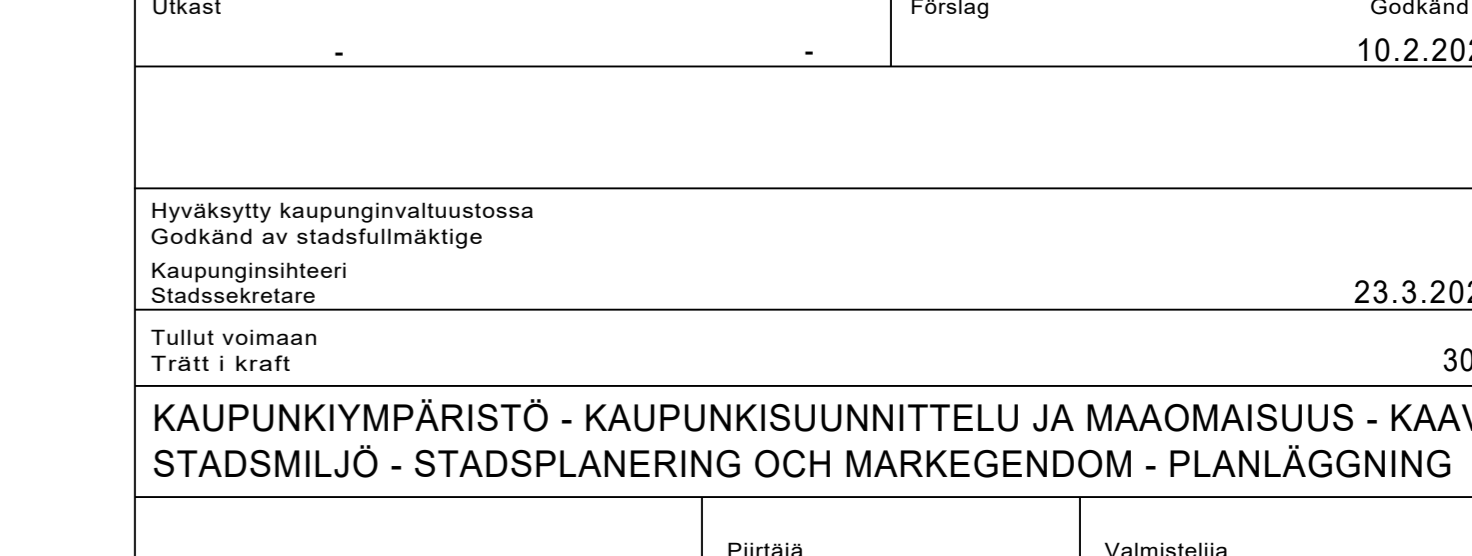 Utkast Förslag Godkänd
- - 10.2.202
Hyväksytty kaupunginvaltuustossa
Godkänd av stadsfullmäktige
Kaupunginsihteeri
Stadssekretare 23.3.202
Tullut voimaan
Trätt i kraft 30
KAUPUNKIYMPÄRISTÖ - KAUPUNKISUUNNITTELU JA MAAOMAISUUS - KAAV
STADSMILJÖ - STADSPLANERING OCH MARKEGENDOM - PLANLÄGGNING
Piirtäjä Valmistelija